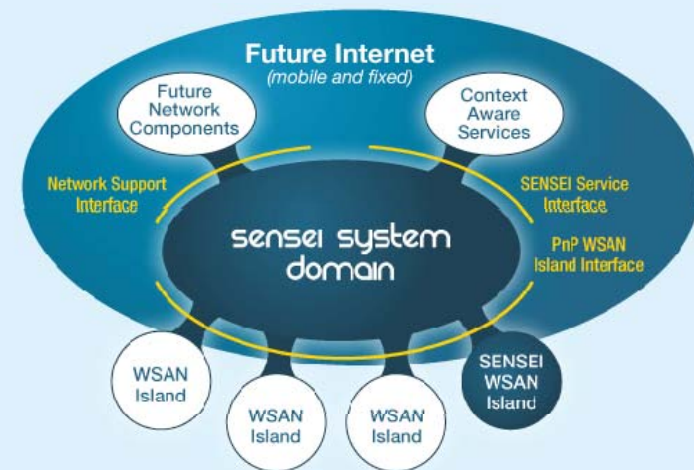 Future Internet
(mobile and fixed)
Future
Network
Components
Context
Aware
Services
Network Support
Interface
SENSEI Service
Interface
sensei system
domain
PnP WSAN
Island Interface
WSAN
Island
WSAN
Island
WSAN
Island
SENSEI
WSAN
Island